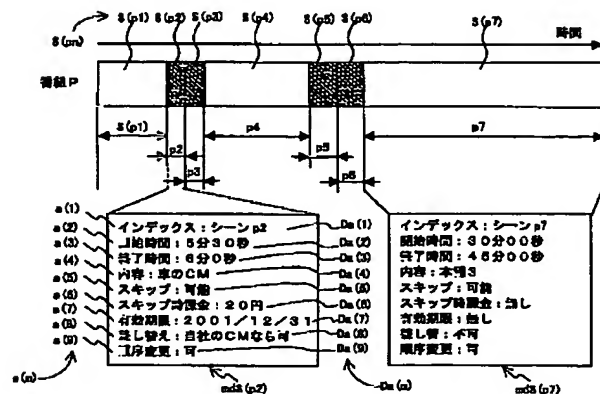 S(p1) S(p2) S(p3) S(p4) S(p5) S(p6) S(p7)
S(pn)
時間
番組P
S(p1) p2 p4 p5 p7
p3 p6
a(1) インデックス：シーンp2 Da(1) インデックス：シーンp7
a(2) 開始時間：5分30秒 Da(2) 開始時間：30分00秒
a(3) 終了時間：6分0秒 Da(3) 終了時間：45分00秒
a(4) 内容：車のCM Da(4) 内容：本編3
a(5) スキップ：可能 Da(5) スキップ：可能
a(6) スキップ時課金：20円 Da(6) スキップ時課金：無し
a(7) 有効期限：2001/12/31 Da(7) 有効期限：無し
a(8) 差し替え：自社のCMなら可 Da(8) 差し替：不可
a(9) 順序変更：可 Da(9) 順序変更：可
a(n) mdS(p2) Da(n) mdS(p7)